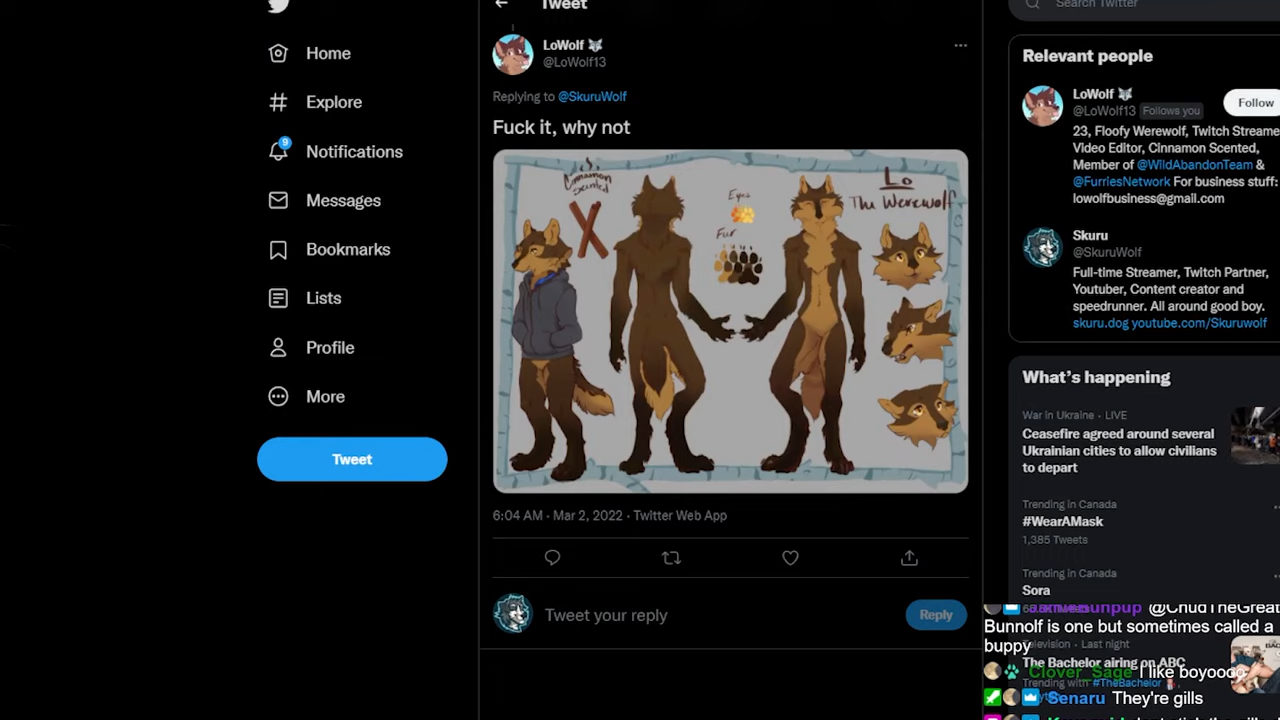 Tweet
Search Twitter
Home
Explore
9
Notifications
Messages
Bookmarks
Lists
Profile
More
Tweet
LoWolf
@LoWolf13
Replying to @SkuruWolf
Fuck it, why not
Cinnamon
Scented
Eyes
Fur
Lo
The Werewolf
6:04 AM · Mar 2, 2022 · Twitter Web App
Tweet your reply
Reply
Relevant people
LoWolf
@LoWolf13 Follows you
Follow
23, Floofy Werewolf, Twitch Streame
Video Editor, Cinnamon Scented,
Member of @WildAbandonTeam &
@FurriesNetwork For business stuff:
lowolfbusiness@gmail.com
Skuru
@SkuruWolf
Full-time Streamer, Twitch Partner,
Youtuber, Content creator and
speedrunner. All around good boy.
skuru.dog youtube.com/Skuruwolf
What's happening
War in Ukraine · LIVE
Ceasefire agreed around several
Ukrainian cities to allow civilians
to depart
Trending in Canada
#WearAMask
1,385 Tweets
Trending in Canada
Sora
@ChudTheGreat
Bunnolf is one but sometimes called a
buppy
Television · Last night
The Bachelor airing on ABC
Trending with #TheBachelor
Clover_Sage I like boyoodo
Senaru They're gills